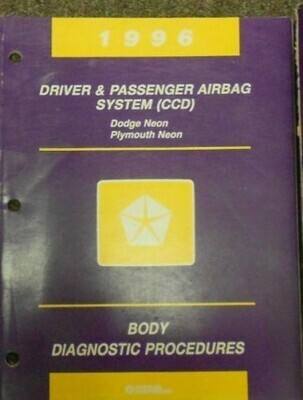 1996
DRIVER & PASSENGER AIRBAG
SYSTEM (CCD)
Dodge Neon
Plymouth Neon
BODY
DIAGNOSTIC PROCEDURES